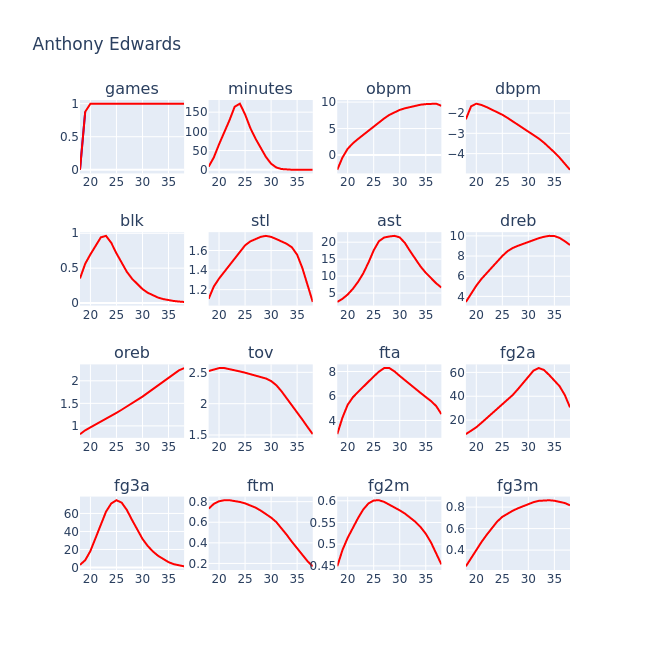 Anthony Edwards
games minutes obpm dbpm
1 0.5 0 20 25 30 35
150 100 50 0 20 25 30 35
10 5 0 20 25 30 35
−2 −3 −4 20 25 30 35
blk stl ast dreb
1 0.5 0 20 25 30 35
1.6 1.4 1.2 20 25 30 35
20 15 10 5 20 25 30 35
10 8 6 4 20 25 30 35
oreb tov fta fg2a
2 1.5 1 20 25 30 35
2.5 2 1.5 20 25 30 35
8 6 4 20 25 30 35
60 40 20 20 25 30 35
fg3a ftm fg2m fg3m
60 40 20 0 20 25 30 35
0.8 0.6 0.4 0.2 20 25 30 35
0.6 0.55 0.5 0.45 20 25 30 35
0.8 0.6 0.4 20 25 30 35